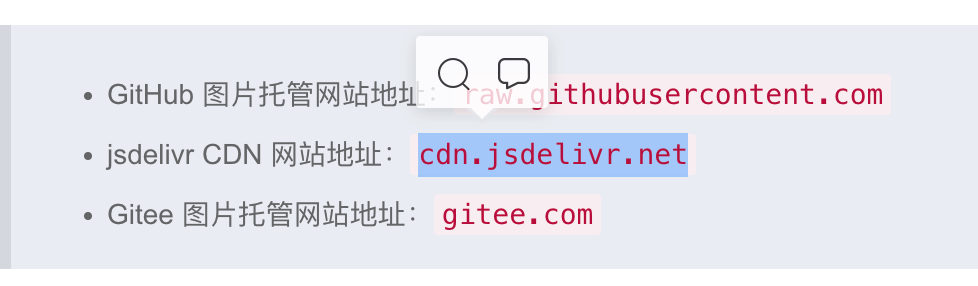 GitHub 图片托管网站地址： raw.githubusercontent.com
jsdelivr CDN 网站地址： cdn.jsdelivr.net
Gitee 图片托管网站地址： gitee.com